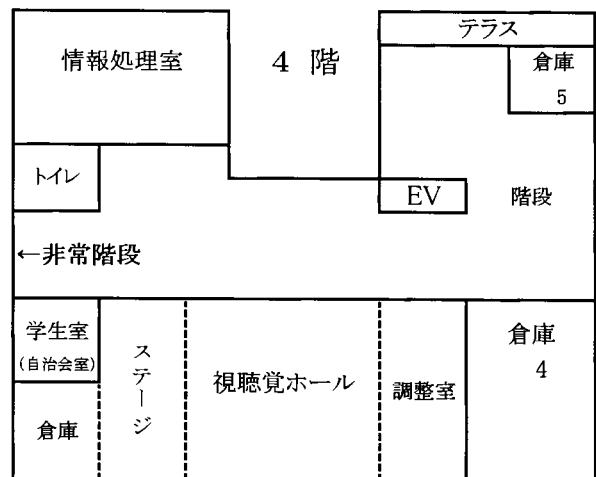 テラス
情報処理室
4 階
倉庫
5
トイレ
EV
階段
←非常階段
学生室
(自治会室)
ステージ
視聴覚ホール
調整室
倉庫
4
倉庫